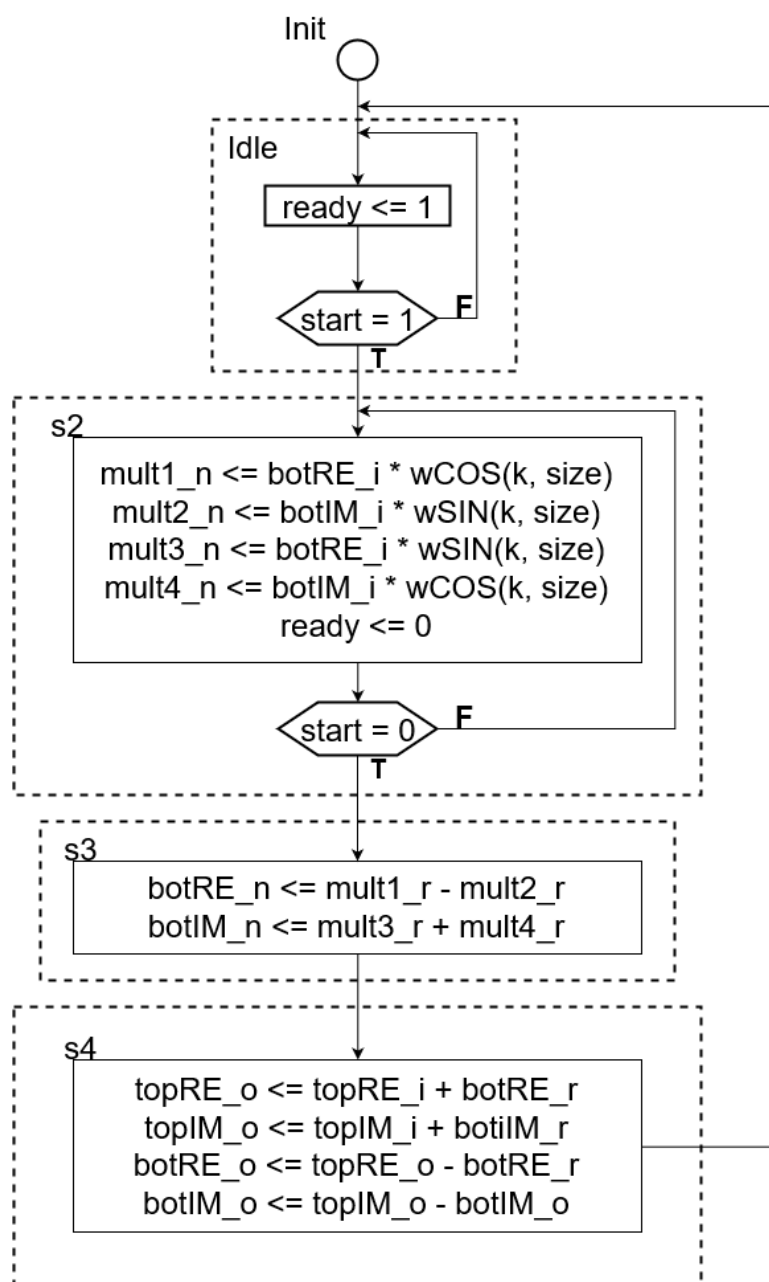 Init
Idle
ready <= 1
start = 1
F
T
s2
mult1_n <= botRE_i * wCOS(k, size)
mult2_n <= botIM_i * wSIN(k, size)
mult3_n <= botRE_i * wSIN(k, size)
mult4_n <= botIM_i * wCOS(k, size)
ready <= 0
start = 0
F
T
s3
botRE_n <= mult1_r - mult2_r
botIM_n <= mult3_r + mult4_r
s4
topRE_o <= topRE_i + botRE_r
topIM_o <= topIM_i + botiIM_r
botRE_o <= topRE_o - botRE_r
botIM_o <= topIM_o - botIM_o